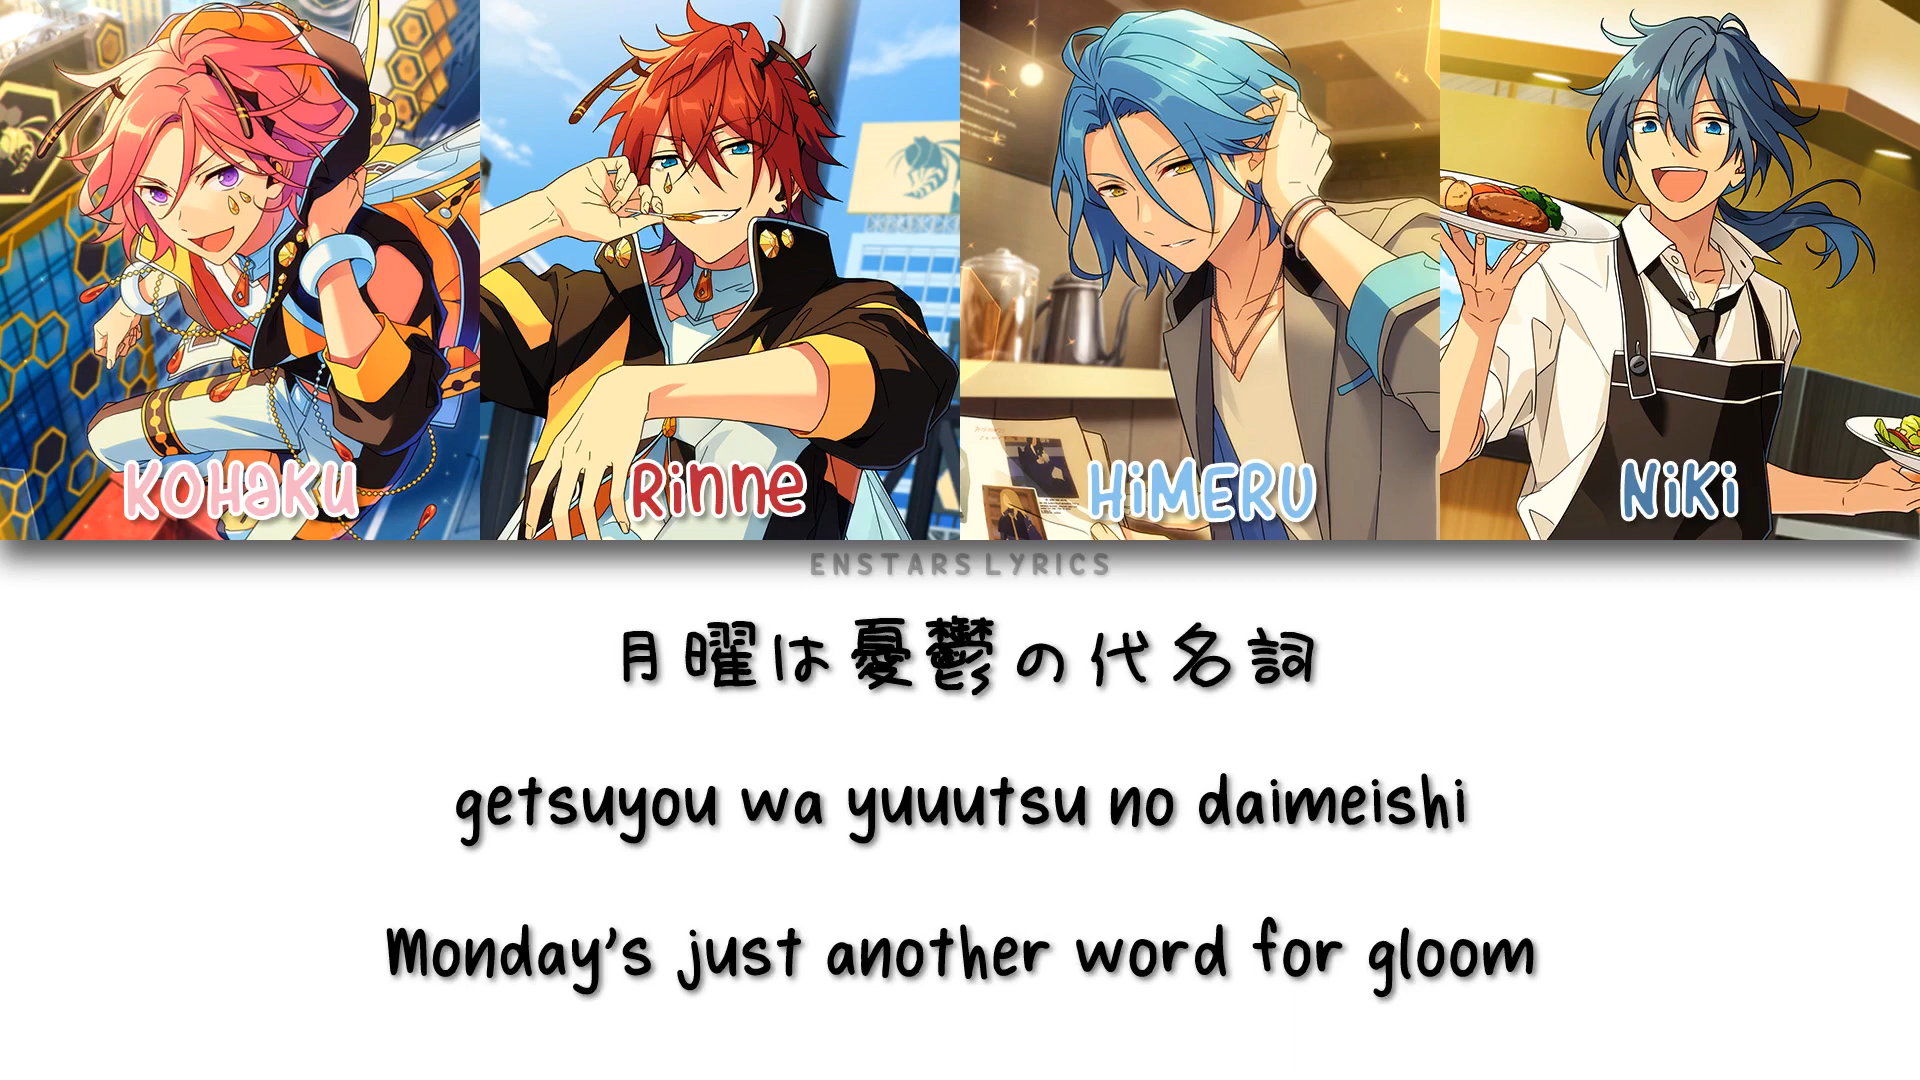 KOHaKU
Rinne
HiMERU
NiKi
ENSTARS LYRICS
月曜は憂鬱の代名詞
getsuyou wa yuuutsu no daimeishi
Monday's just another word for gloom